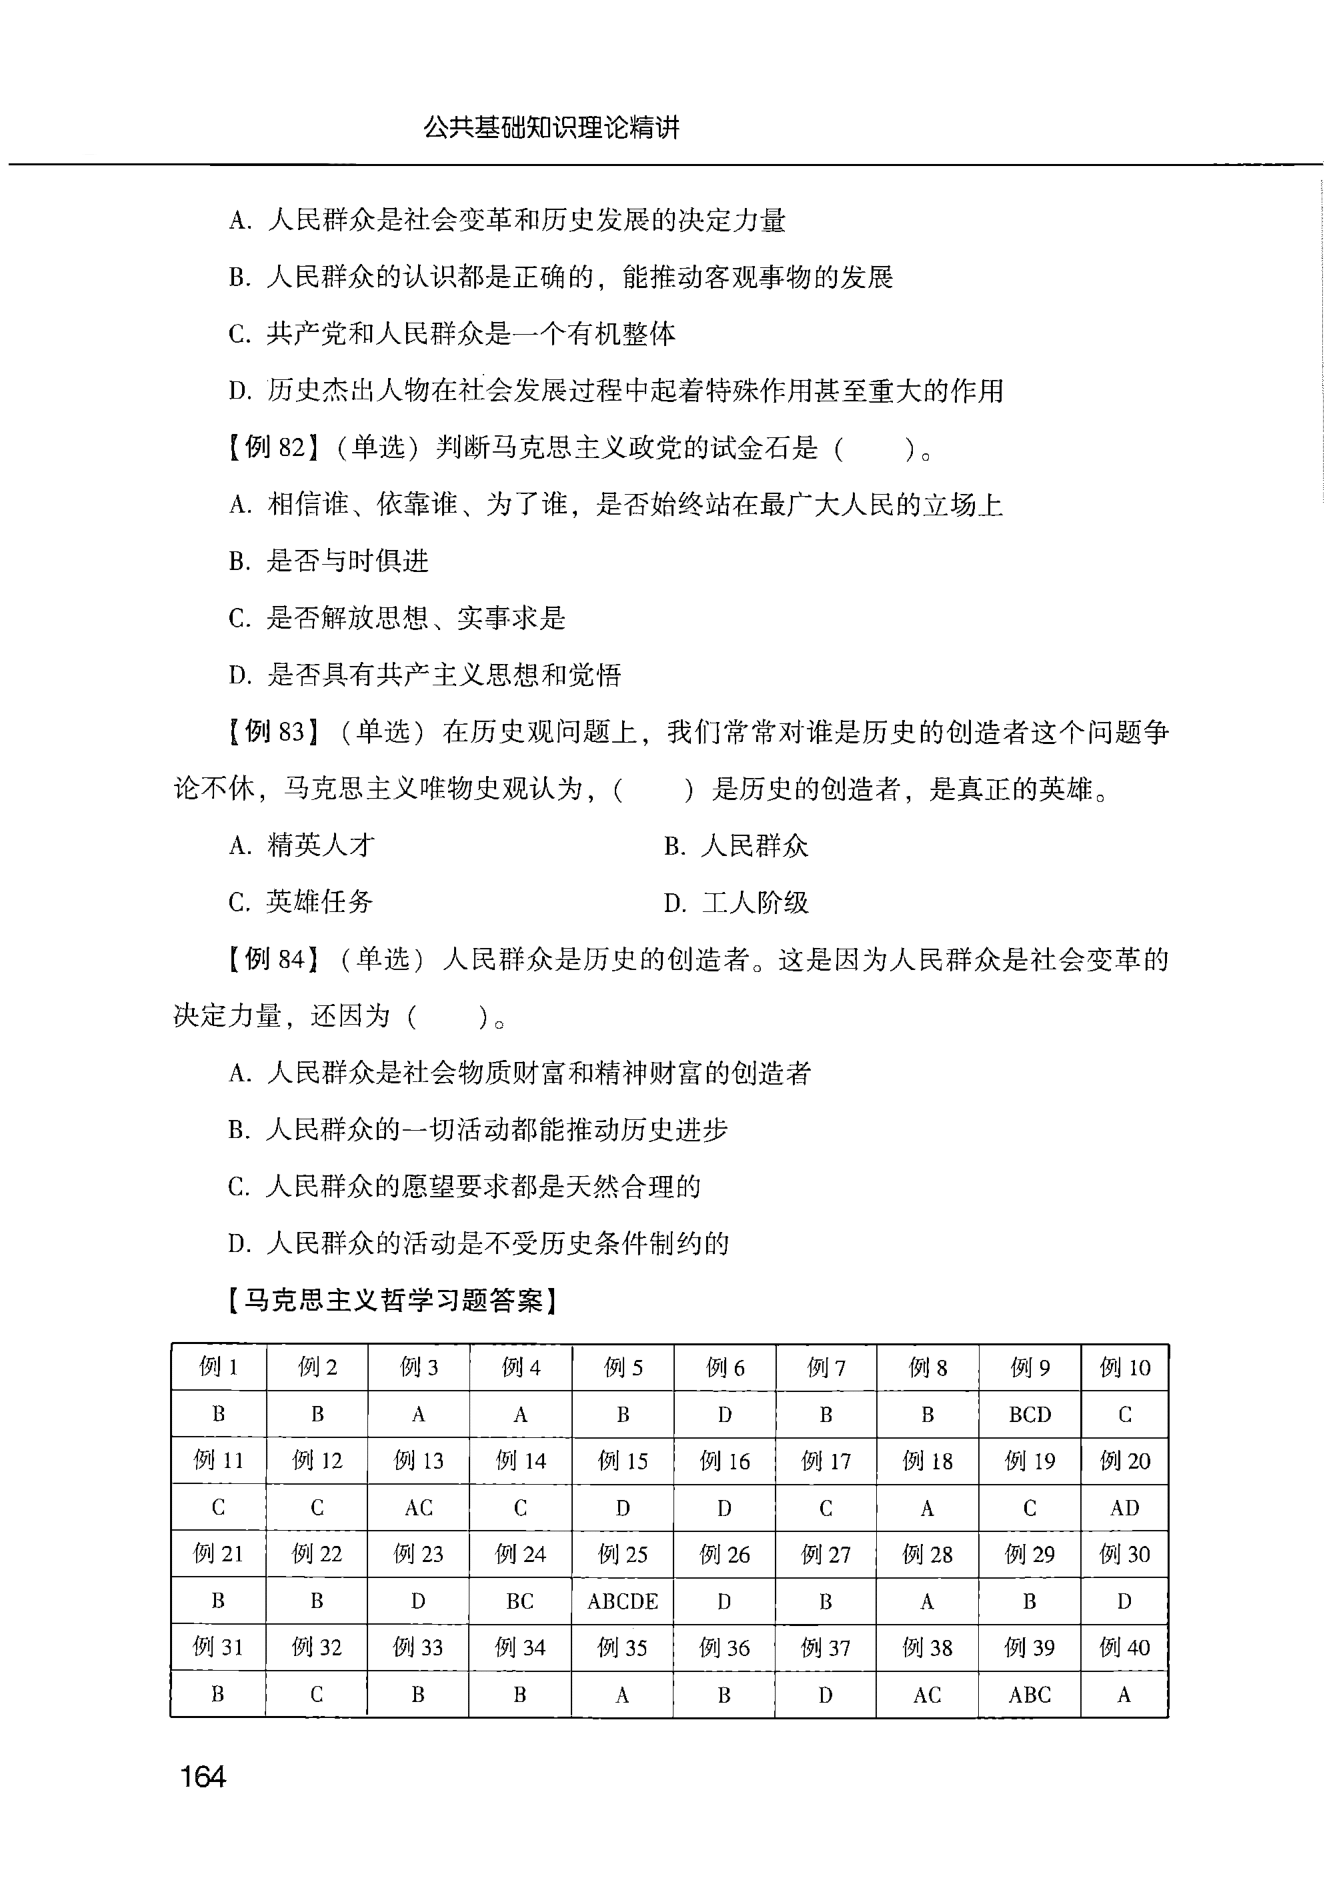 公共基础知识理论精讲
A. 人民群众是社会变革和历史发展的决定力量
B. 人民群众的认识都是正确的，能推动客观事物的发展
C. 共产党和人民群众是一个有机整体
D. 历史杰出人物在社会发展过程中起着特殊作用甚至重大的作用
【例 82】（单选）判断马克思主义政党的试金石是（　　）。
A. 相信谁、依靠谁、为了谁，是否始终站在最广大人民的立场上
B. 是否与时俱进
C. 是否解放思想、实事求是
D. 是否具有共产主义思想和觉悟
【例 83】（单选）在历史观问题上，我们常常对谁是历史的创造者这个问题争
论不休，马克思主义唯物史观认为，（　　）是历史的创造者，是真正的英雄。
A. 精英人才　　B. 人民群众
C. 英雄任务　　D. 工人阶级
【例 84】（单选）人民群众是历史的创造者。这是因为人民群众是社会变革的
决定力量，还因为（　　）。
A. 人民群众是社会物质财富和精神财富的创造者
B. 人民群众的一切活动都能推动历史进步
C. 人民群众的愿望要求都是天然合理的
D. 人民群众的活动是不受历史条件制约的
【马克思主义哲学习题答案】
例 1 例 2 例 3 例 4 例 5 例 6 例 7 例 8 例 9 例 10
B B A A B D B B BCD C
例 11 例 12 例 13 例 14 例 15 例 16 例 17 例 18 例 19 例 20
C C AC C D D C A C AD
例 21 例 22 例 23 例 24 例 25 例 26 例 27 例 28 例 29 例 30
B B D BC ABCDE D B A B D
例 31 例 32 例 33 例 34 例 35 例 36 例 37 例 38 例 39 例 40
B C B B A B D AC ABC A
164